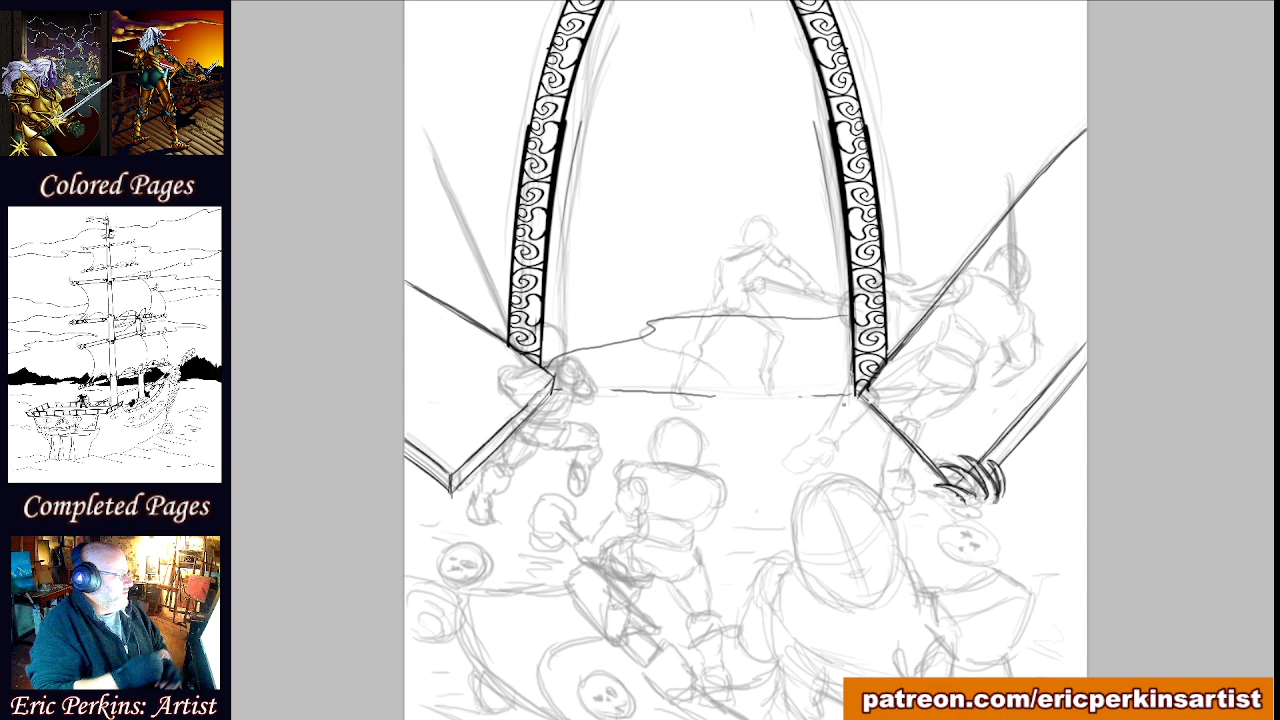 Colored Pages
Completed Pages
Eric Perkins: Artist
patreon.com/ericperkinsartist